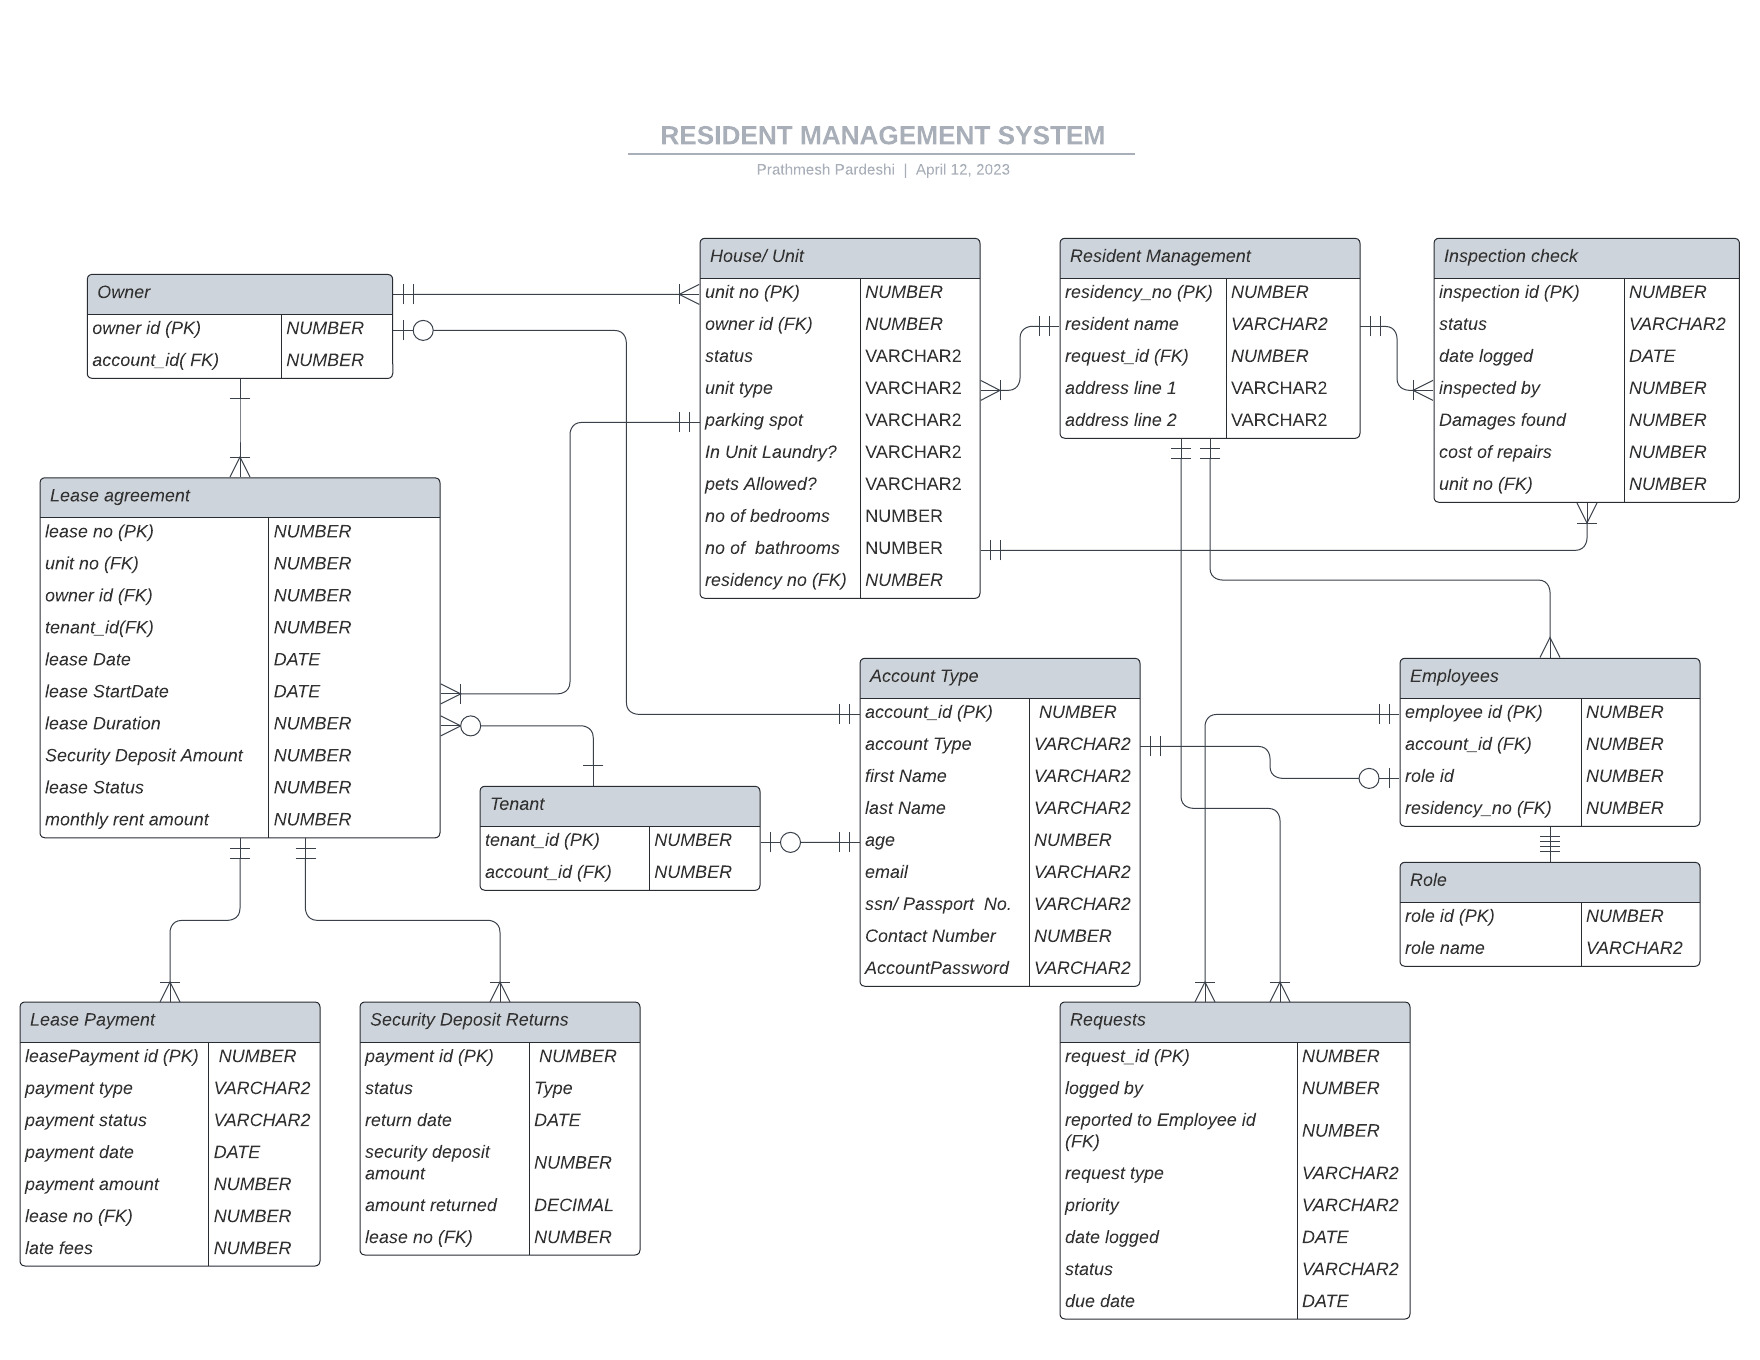 RESIDENT MANAGEMENT SYSTEM
Prathmesh Pardeshi | April 12, 2023
Owner
owner id (PK) NUMBER
account_id( FK) NUMBER
House/ Unit
unit no (PK) NUMBER
owner id (FK) NUMBER
status VARCHAR2
unit type VARCHAR2
parking spot VARCHAR2
In Unit Laundry? VARCHAR2
pets Allowed? VARCHAR2
no of bedrooms NUMBER
no of  bathrooms NUMBER
residency no (FK) NUMBER
Resident Management
residency_no (PK) NUMBER
resident name VARCHAR2
request_id (FK) NUMBER
address line 1 VARCHAR2
address line 2 VARCHAR2
Inspection check
inspection id (PK) NUMBER
status VARCHAR2
date logged DATE
inspected by NUMBER
Damages found NUMBER
cost of repairs NUMBER
unit no (FK) NUMBER
Lease agreement
lease no (PK) NUMBER
unit no (FK) NUMBER
owner id (FK) NUMBER
tenant_id(FK) NUMBER
lease Date DATE
lease StartDate DATE
lease Duration NUMBER
Security Deposit Amount NUMBER
lease Status NUMBER
monthly rent amount NUMBER
Tenant
tenant_id (PK) NUMBER
account_id (FK) NUMBER
Account Type
account_id (PK) NUMBER
account Type VARCHAR2
first Name VARCHAR2
last Name VARCHAR2
age NUMBER
email VARCHAR2
ssn/ Passport  No. VARCHAR2
Contact Number NUMBER
AccountPassword VARCHAR2
Employees
employee id (PK) NUMBER
account_id (FK) NUMBER
role id NUMBER
residency_no (FK) NUMBER
Role
role id (PK) NUMBER
role name VARCHAR2
Lease Payment
leasePayment id (PK) NUMBER
payment type VARCHAR2
payment status VARCHAR2
payment date DATE
payment amount NUMBER
lease no (FK) NUMBER
late fees NUMBER
Security Deposit Returns
payment id (PK) NUMBER
status Type
return date DATE
security deposit
amount NUMBER
amount returned DECIMAL
lease no (FK) NUMBER
Requests
request_id (PK) NUMBER
logged by NUMBER
reported to Employee id
(FK) NUMBER
request type VARCHAR2
priority VARCHAR2
date logged DATE
status VARCHAR2
due date DATE